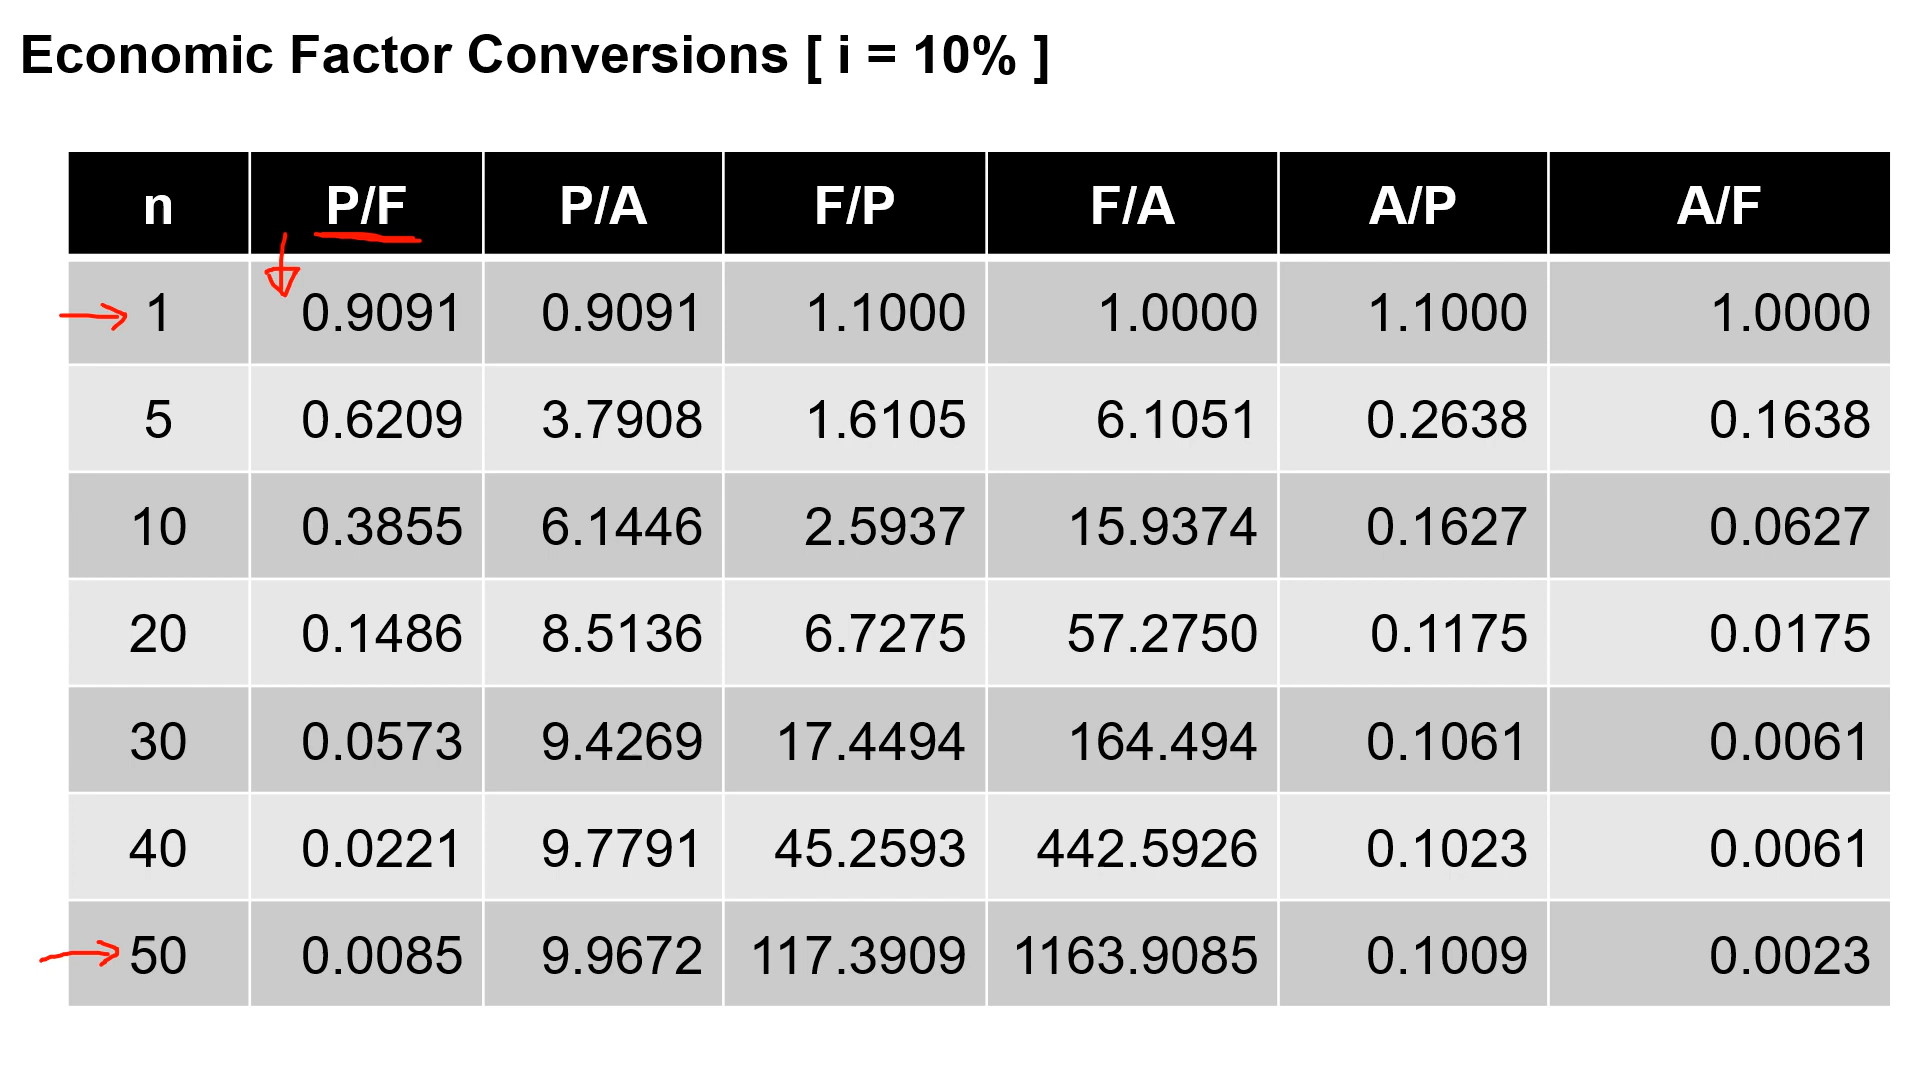 Economic Factor Conversions [ i = 10% ]
n P/F P/A F/P F/A A/P A/F
1 0.9091 0.9091 1.1000 1.0000 1.1000 1.0000
5 0.6209 3.7908 1.6105 6.1051 0.2638 0.1638
10 0.3855 6.1446 2.5937 15.9374 0.1627 0.0627
20 0.1486 8.5136 6.7275 57.2750 0.1175 0.0175
30 0.0573 9.4269 17.4494 164.494 0.1061 0.0061
40 0.0221 9.7791 45.2593 442.5926 0.1023 0.0061
50 0.0085 9.9672 117.3909 1163.9085 0.1009 0.0023